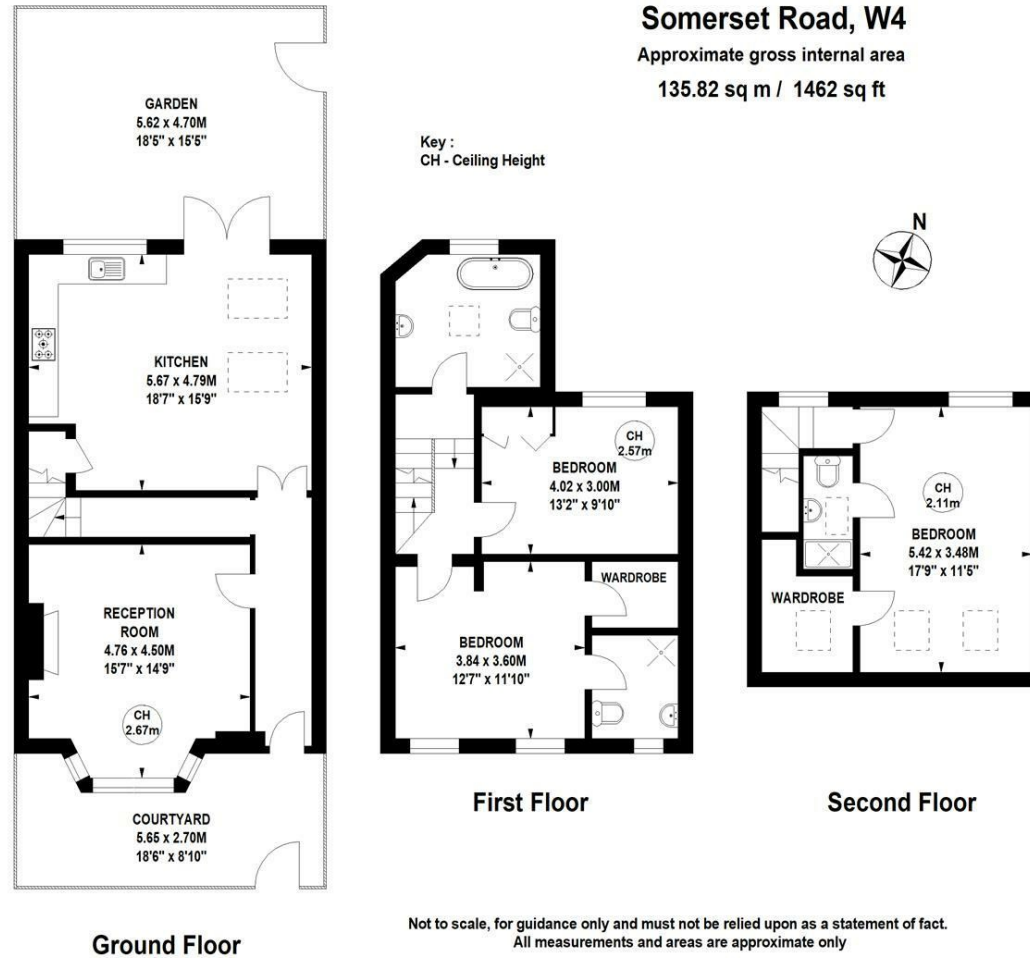 Somerset Road, W4
Approximate gross internal area
135.82 sq m / 1462 sq ft
Key :
CH - Ceiling Height
N
GARDEN
5.62 x 4.70M
18'5" x 15'5"
KITCHEN
5.67 x 4.79M
18'7" x 15'9"
RECEPTION
ROOM
4.76 x 4.50M
15'7" x 14'9"
CH
2.67m
COURTYARD
5.65 x 2.70M
18'6" x 8'10"
Ground Floor
CH
2.57m
BEDROOM
4.02 x 3.00M
13'2" x 9'10"
WARDROBE
BEDROOM
3.84 x 3.60M
12'7" x 11'10"
First Floor
CH
2.11m
BEDROOM
5.42 x 3.48M
17'9" x 11'5"
WARDROBE
Second Floor
Not to scale, for guidance only and must not be relied upon as a statement of fact.
All measurements and areas are approximate only